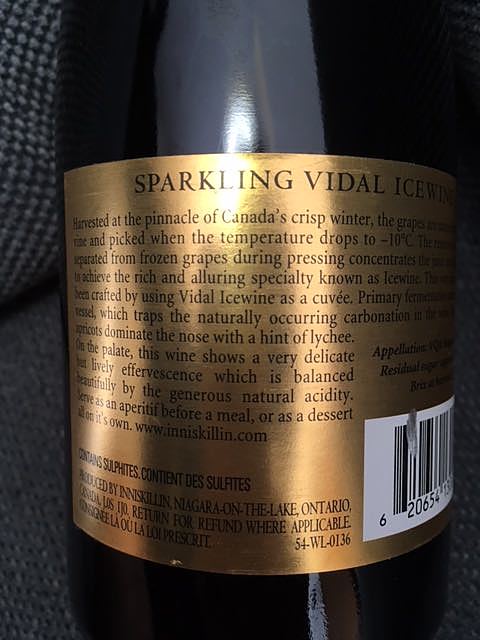 SPARKLING VIDAL ICEWINE
Harvested at the pinnacle of Canada's crisp winter, the grapes are
vine and picked when the temperature drops to –10°C. The
separated from frozen grapes during pressing concentrates the
to achieve the rich and alluring specialty known as Icewine. This
been crafted by using Vidal Icewine as a cuvée. Primary
vessel, which traps the naturally occurring carbonation in the
apricots dominate the nose with a hint of lychee.
On the palate, this wine shows a very delicate
but lively effervescence which is balanced
beautifully by the generous natural acidity.
Serve as an aperitif before a meal, or as a dessert
all on it's own. www.inniskillin.com
Appellation: VQA
Residual sugar
Brix at
CONTAINS SULPHITES. CONTIENT DES SULFITES
PRODUCED BY INNISKILLIN, NIAGARA-ON-THE-LAKE, ONTARIO,
CANADA, L0S 1J0. RETURN FOR REFUND WHERE APPLICABLE.
CONSIGNÉE LÀ OÙ LA LOI PRESCRIT.
54-WL-0136
6 20654